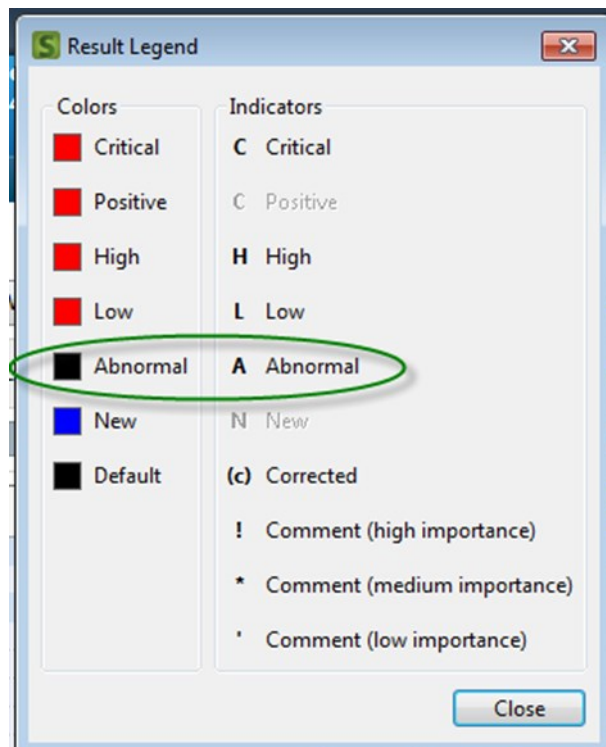 Result Legend
Colors
Critical
Positive
High
Low
Abnormal
New
Default
Indicators
C Critical
C Positive
H High
L Low
A Abnormal
N New
(c) Corrected
! Comment (high importance)
* Comment (medium importance)
' Comment (low importance)
Close